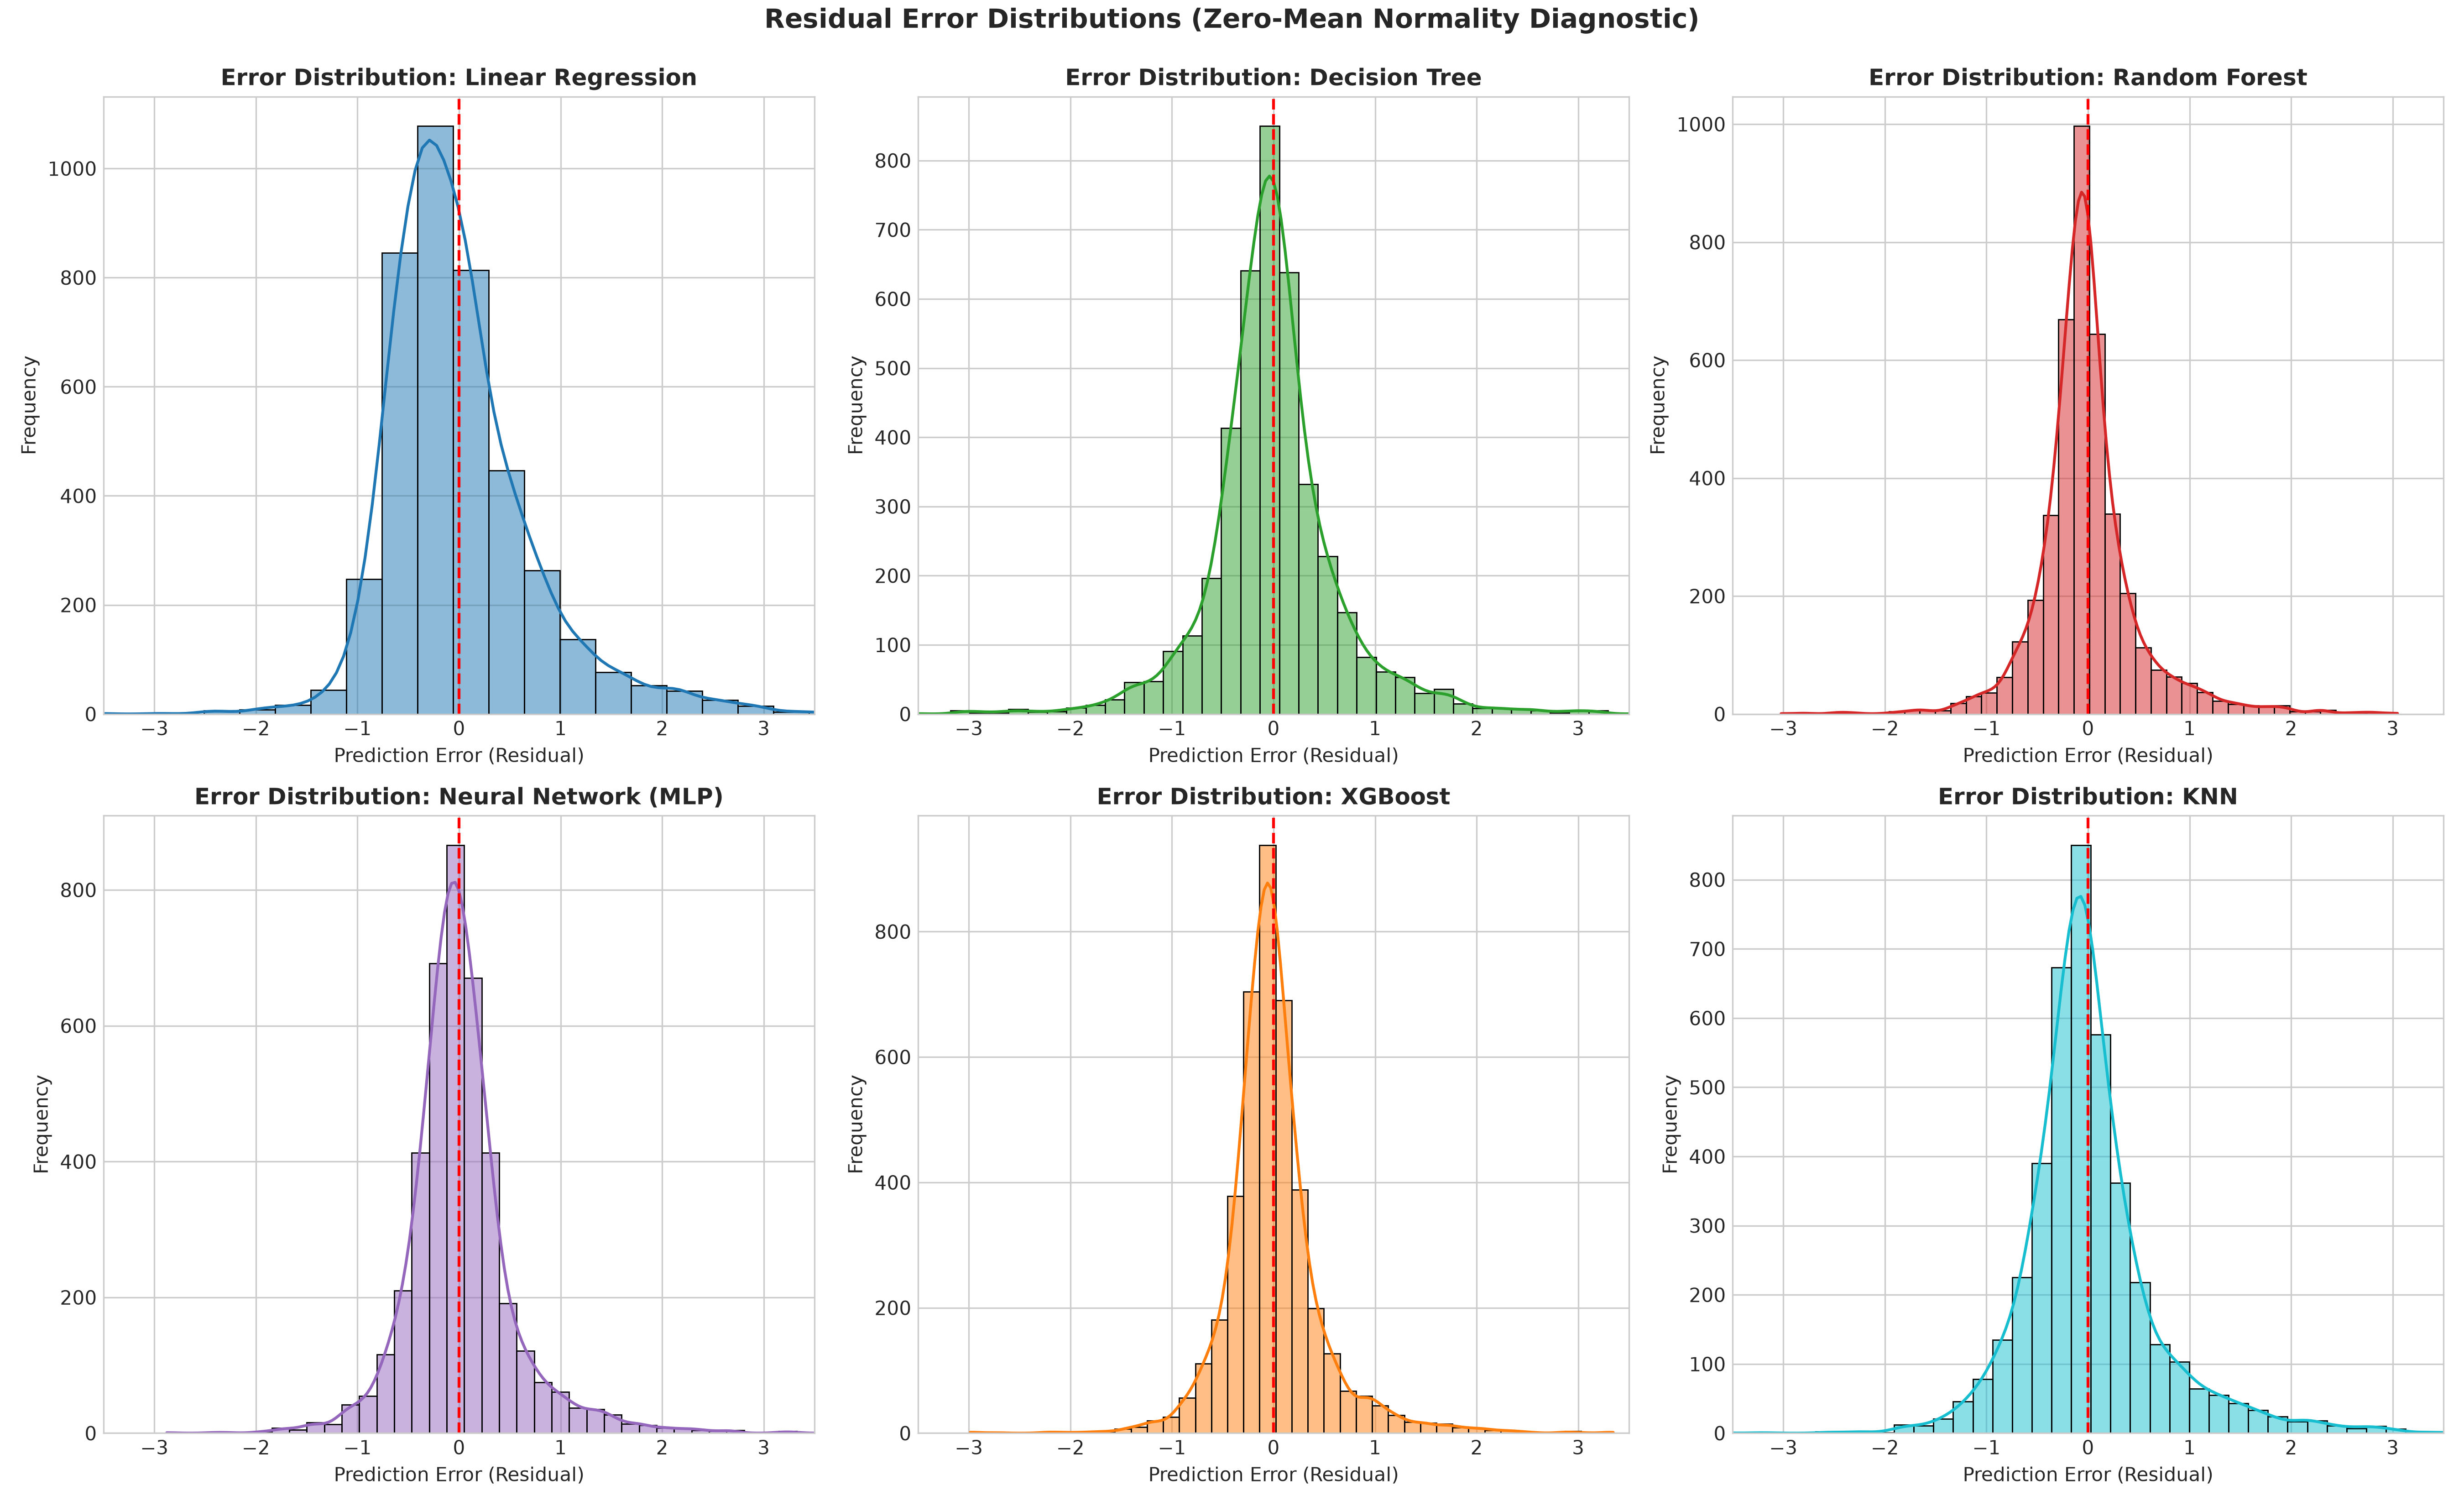 Residual Error Distributions (Zero-Mean Normality Diagnostic)
Error Distribution: Linear Regression
Frequency
1000
800
600
400
200
0
−3 −2 −1 0 1 2 3
Prediction Error (Residual)
Error Distribution: Decision Tree
Frequency
800
700
600
500
400
300
200
100
0
−3 −2 −1 0 1 2 3
Prediction Error (Residual)
Error Distribution: Random Forest
Frequency
1000
800
600
400
200
0
−3 −2 −1 0 1 2 3
Prediction Error (Residual)
Error Distribution: Neural Network (MLP)
Frequency
800
600
400
200
0
−3 −2 −1 0 1 2 3
Prediction Error (Residual)
Error Distribution: XGBoost
Frequency
800
600
400
200
0
−3 −2 −1 0 1 2 3
Prediction Error (Residual)
Error Distribution: KNN
Frequency
800
700
600
500
400
300
200
100
0
−3 −2 −1 0 1 2 3
Prediction Error (Residual)